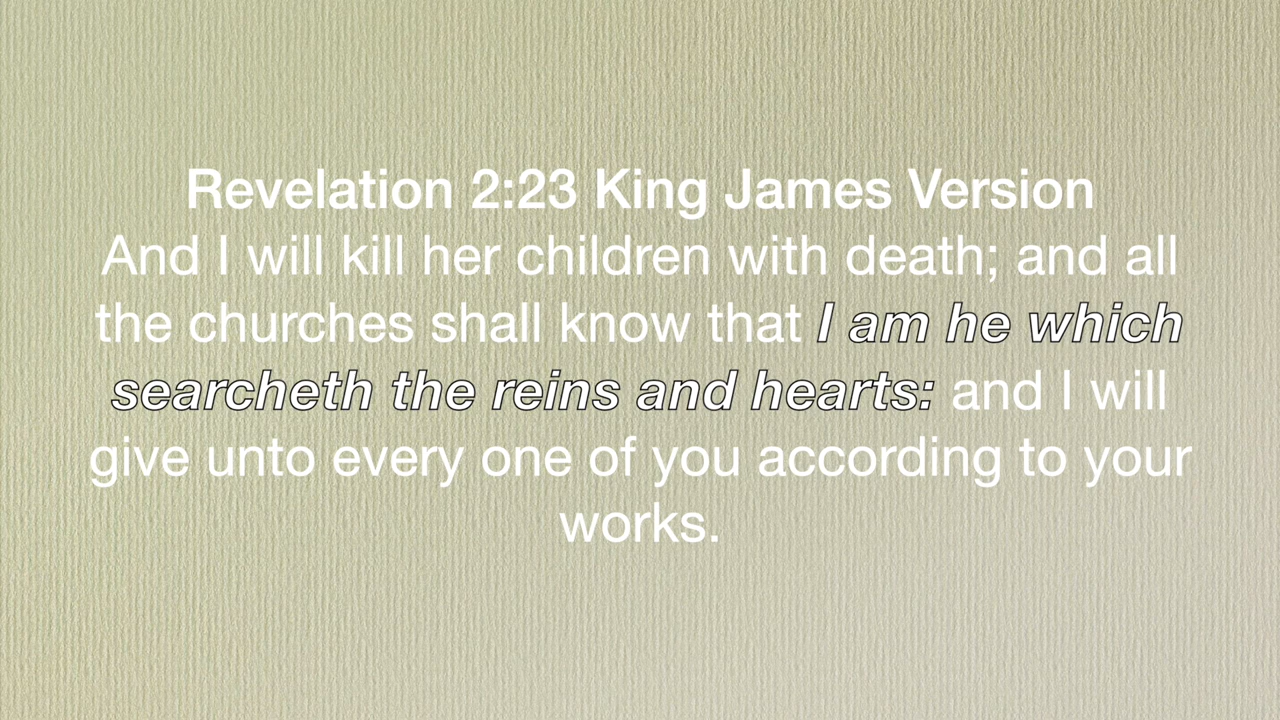 Revelation 2:23 King James Version
And I will kill her children with death; and all
the churches shall know that I am he which
searcheth the reins and hearts: and I will
give unto every one of you according to your
works.